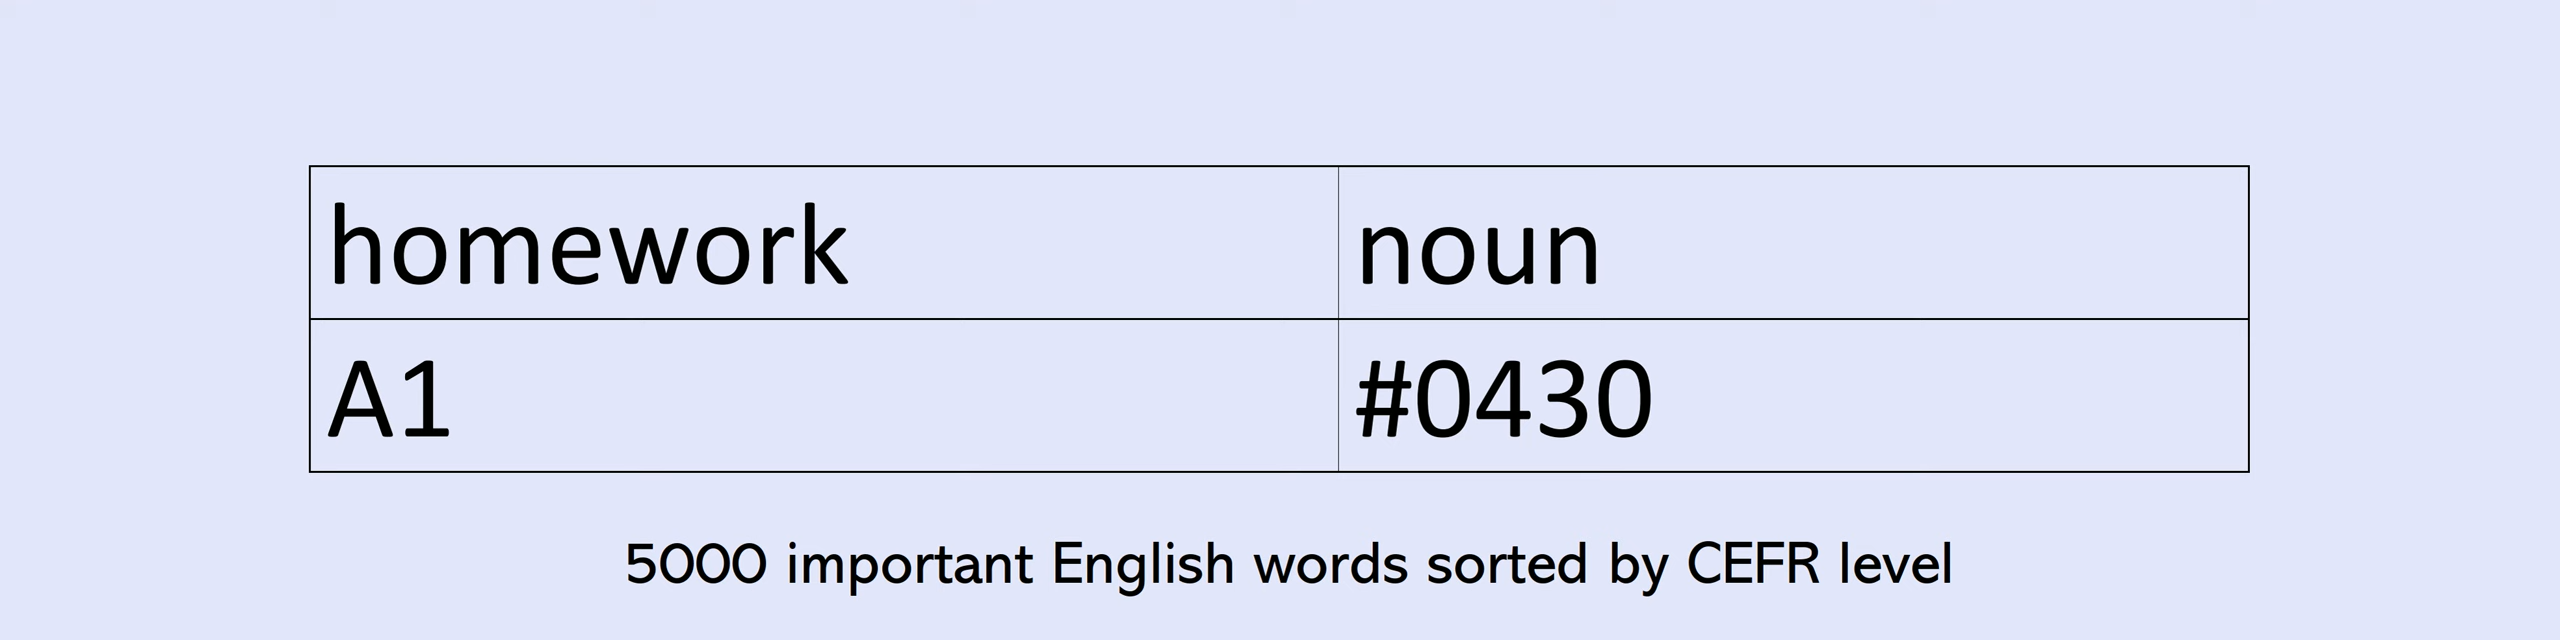 homework noun
A1 #0430
5000 important English words sorted by CEFR level